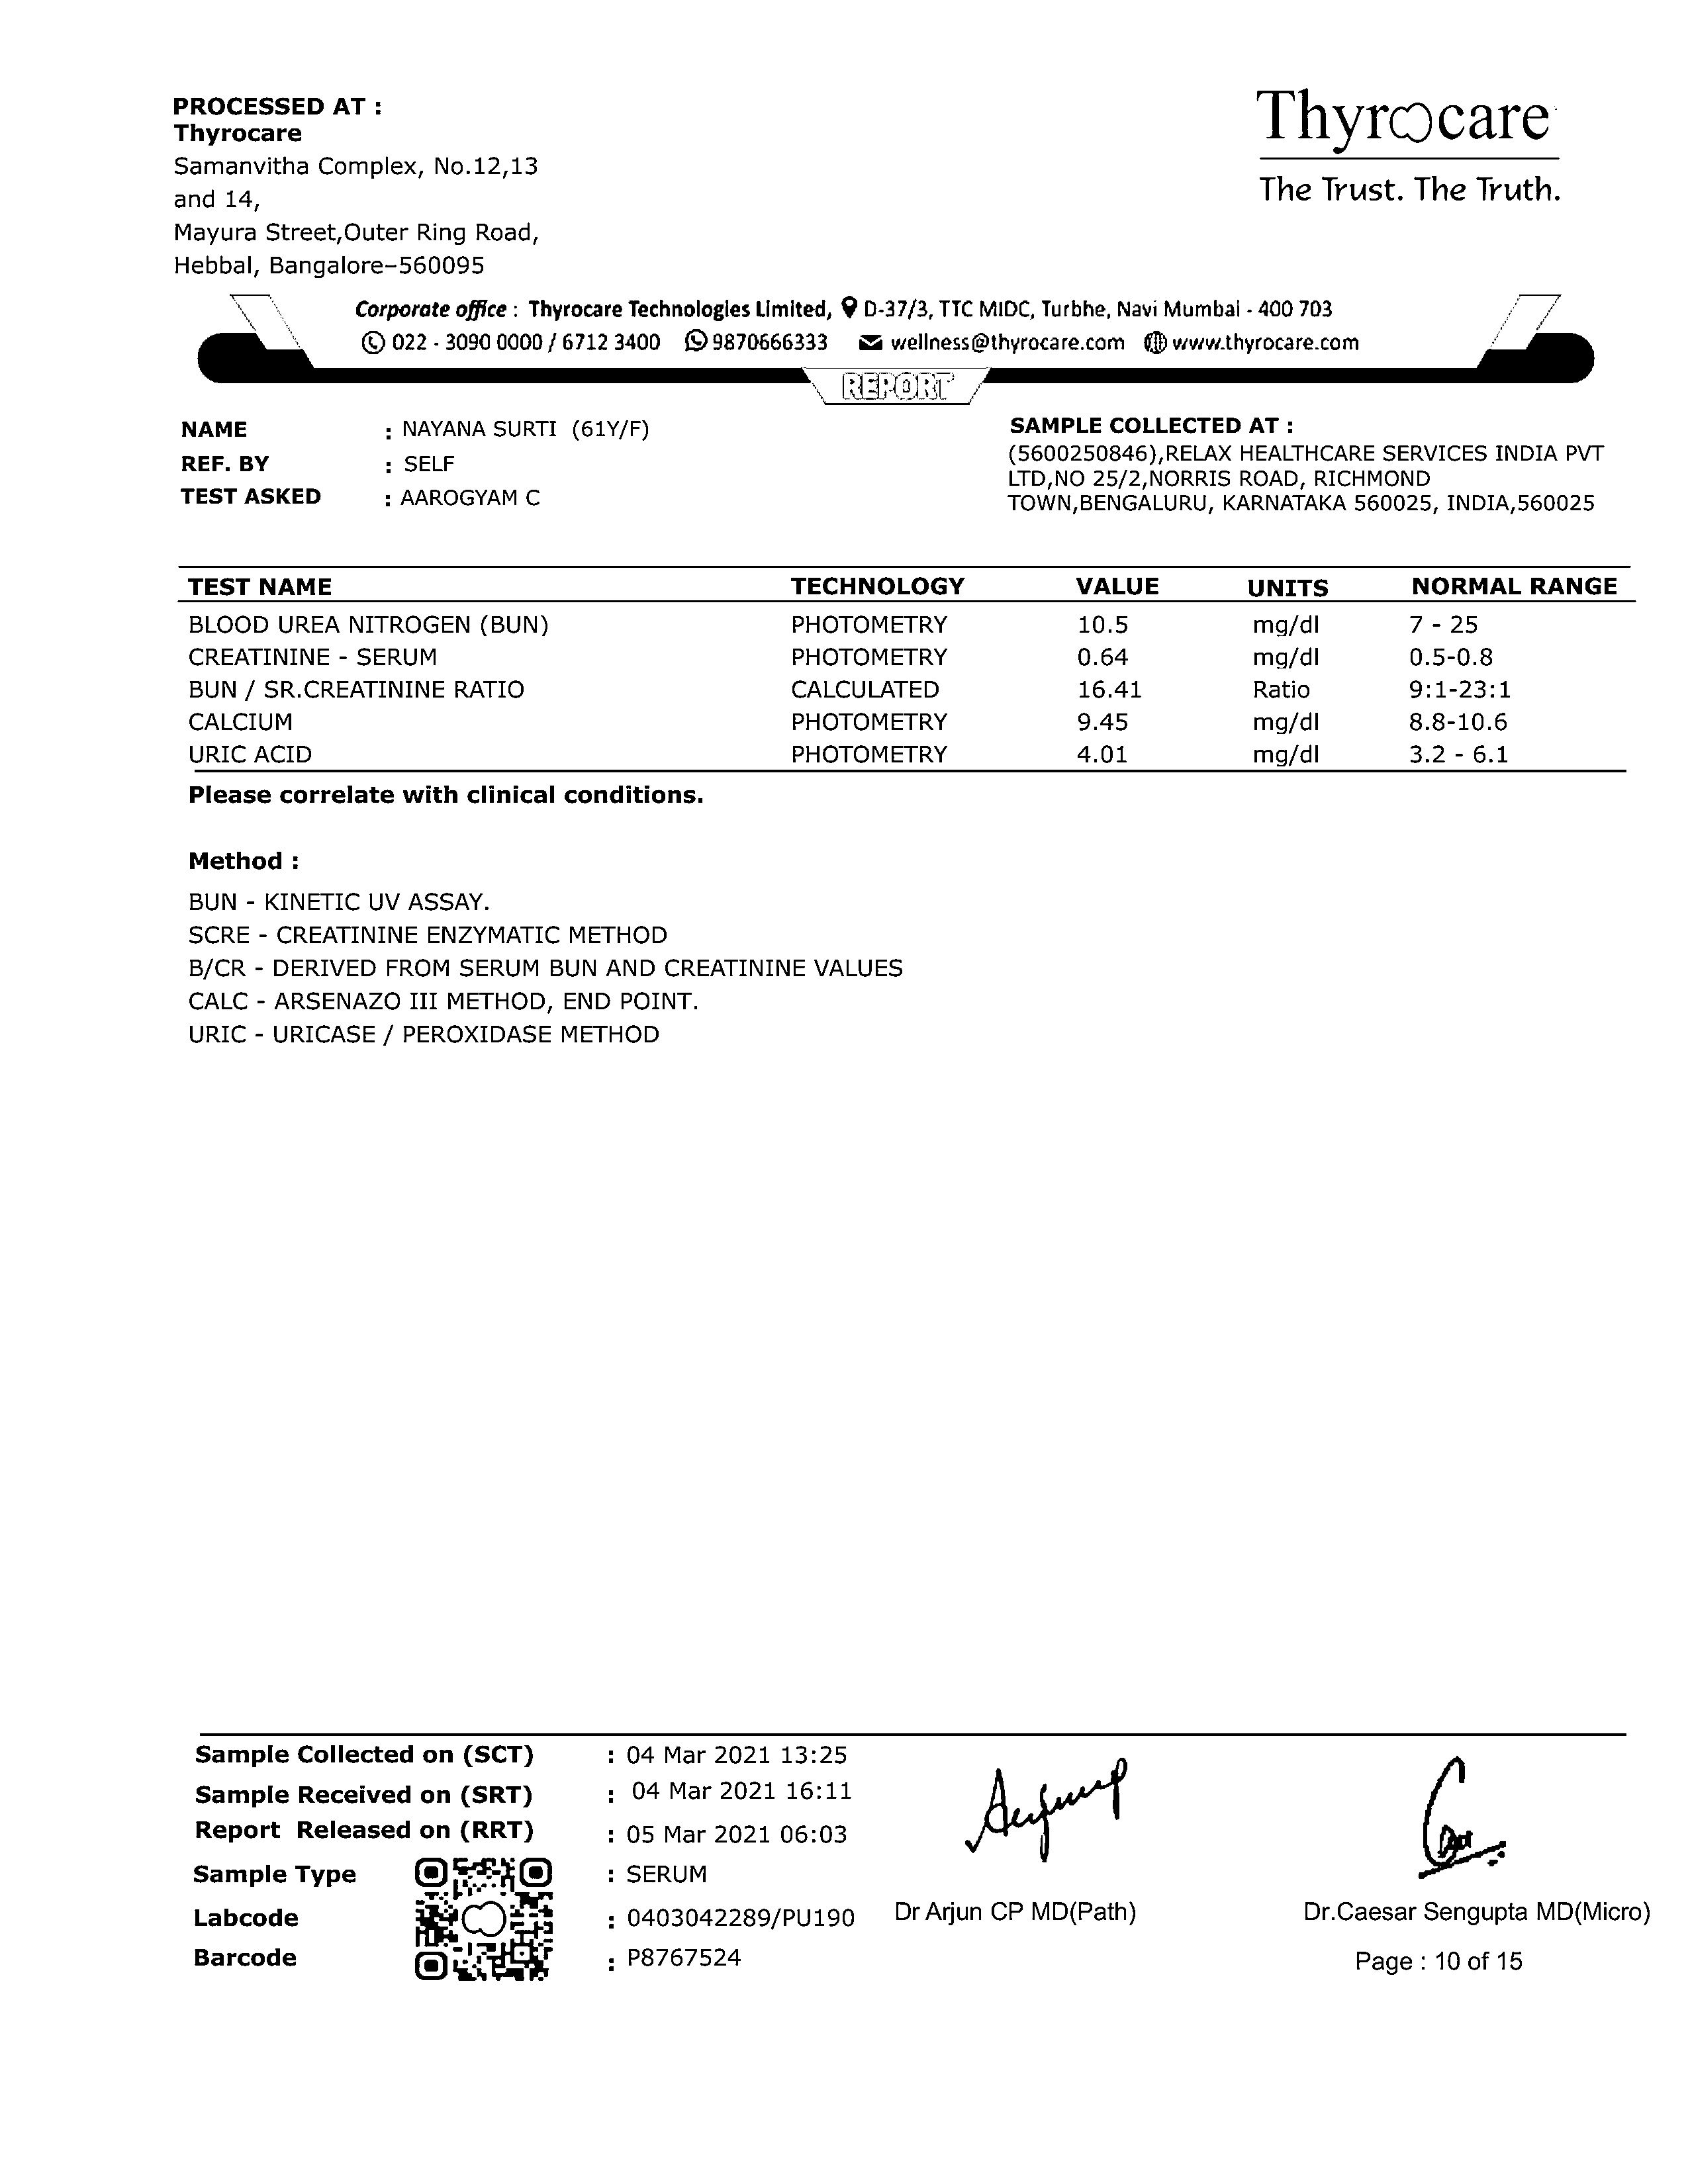 PROCESSED AT :
Thyrocare
Samanvitha Complex, No.12,13
and 14,
Mayura Street,Outer Ring Road,
Hebbal, Bangalore-560095
Thyrocare
The Trust. The Truth.
Corporate office : Thyrocare Technologies Limited, D-37/3, TTC MIDC, Turbhe, Navi Mumbai - 400 703
022 - 3090 0000 / 6712 3400 9870666333 wellness@thyrocare.com www.thyrocare.com
REPORT
NAME : NAYANA SURTI (61Y/F)
REF. BY : SELF
TEST ASKED : AAROGYAM C
SAMPLE COLLECTED AT :
(5600250846),RELAX HEALTHCARE SERVICES INDIA PVT
LTD,NO 25/2,NORRIS ROAD, RICHMOND
TOWN,BENGALURU, KARNATAKA 560025, INDIA,560025
TEST NAME TECHNOLOGY VALUE UNITS NORMAL RANGE
BLOOD UREA NITROGEN (BUN) PHOTOMETRY 10.5 mg/dl 7 - 25
CREATININE - SERUM PHOTOMETRY 0.64 mg/dl 0.5-0.8
BUN / SR.CREATININE RATIO CALCULATED 16.41 Ratio 9:1-23:1
CALCIUM PHOTOMETRY 9.45 mg/dl 8.8-10.6
URIC ACID PHOTOMETRY 4.01 mg/dl 3.2 - 6.1
Please correlate with clinical conditions.
Method :
BUN - KINETIC UV ASSAY.
SCRE - CREATININE ENZYMATIC METHOD
B/CR - DERIVED FROM SERUM BUN AND CREATININE VALUES
CALC - ARSENAZO III METHOD, END POINT.
URIC - URICASE / PEROXIDASE METHOD
Sample Collected on (SCT) : 04 Mar 2021 13:25
Sample Received on (SRT) : 04 Mar 2021 16:11
Report Released on (RRT) : 05 Mar 2021 06:03
Sample Type : SERUM
Labcode : 0403042289/PU190
Barcode : P8767524
Dr Arjun CP MD(Path)
Dr.Caesar Sengupta MD(Micro)
Page : 10 of 15